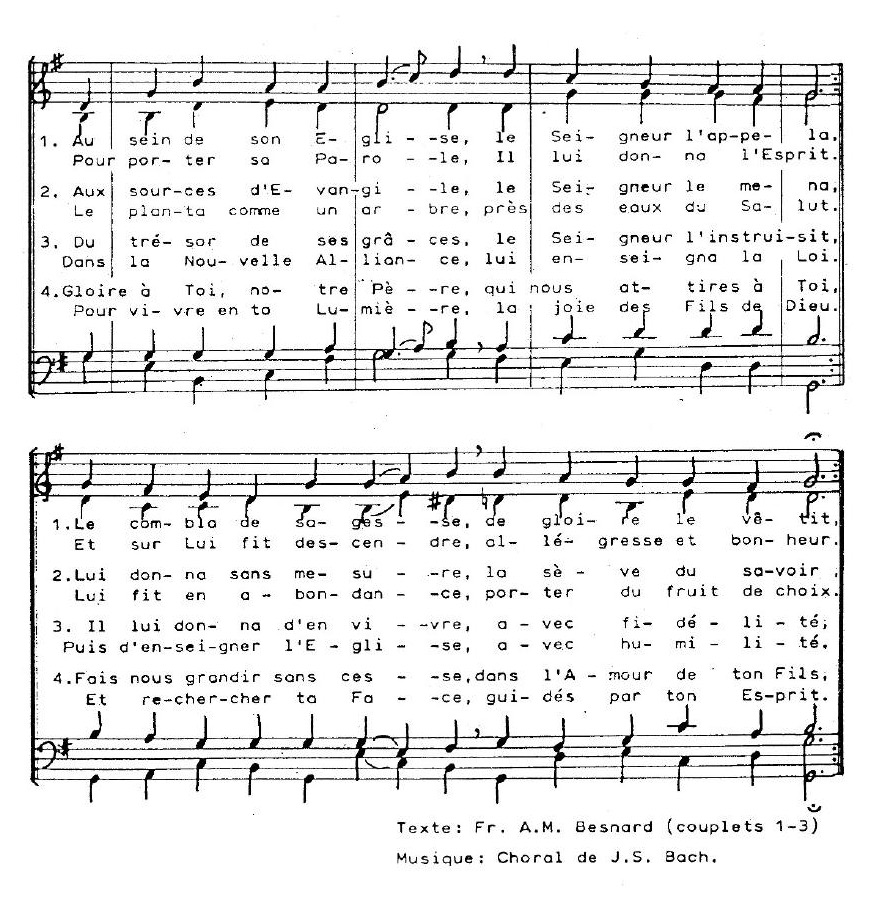 1. Au sein de son E- gli - -se, le Sei- gneur l'ap-pe- la,
Pour por- ter sa Pa- ro - -le, Il lui don- na l'Esprit.
2. Aux sour-ces d'E- van-gi - -le, le Sei- gneur le me- na,
Le plan-ta comme un ar - bre, près des eaux du Sa- lut.
3. Du tré- sor de ses grâ - ces, le Sei- gneur l'instrui-sit,
Dans la Nou- velle Al- lian- ce, lui en- sei- gna la Loi.
4.Gloire à Toi, no- tre Pè - -re, qui nous at- tires à Toi,
Pour vi- vre en ta Lu- miè - -re, la joie des Fils de Dieu.
1.Le com- bla de sa- ges - -se, de gloi- re le vê- tit,
Et sur Lui fit des- cen - dre, al- lé- gresse et bon- heur.
2.Lui don- na sans me- su - -re, la sè - ve du sa-voir ,
Lui fit en a - bon- dan - -ce, por- ter du fruit de choix.
3. Il lui don- na d'en vi - -vre, a - vec fi- dé - li - té,
Puis d'en-sei-gner l'E - gli - -se, a - vec hu- mi - li - té.
4.Fais nous grandir sans ces - -se,dans l'A - mour de ton Fils,
Et re-cher-cher ta Fa - -ce, gui- dés par ton Es-prit.
Texte: Fr. A.M. Besnard (couplets 1-3)
Musique: Choral de J.S. Bach.